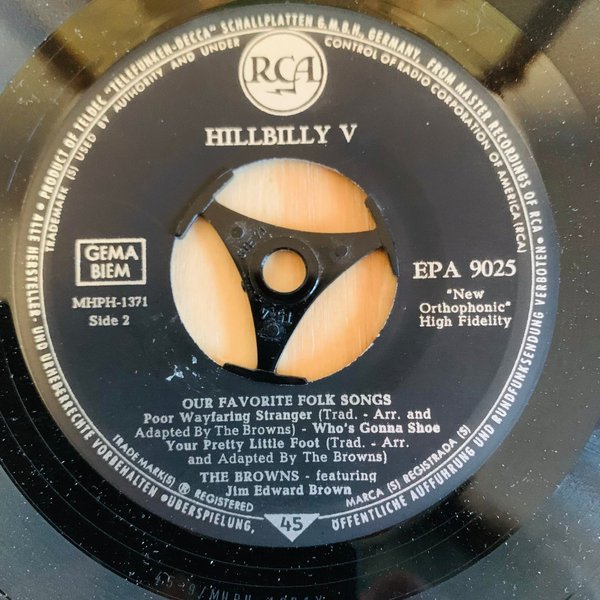 PRODUCT OF TELDEC »TELEFUNKEN-DECCA« SCHALLPLATTEN G.M.B.H., GERMANY, FROM MASTER RECORDINGS OF RCA
TRADEMARK (S) USED BY AUTHORITY AND UNDER CONTROL OF RADIO CORPORATION OF AMERICA (RCA)
RCA
HILLBILLY V
GEMA
BIEM
MHPH-1371
Side 2
EPA 9025
"New
Orthophonic"
High Fidelity
OUR FAVORITE FOLK SONGS
Poor Wayfaring Stranger (Trad. - Arr. and
Adapted By The Browns) - Who's Gonna Shoe
Your Pretty Little Foot (Trad. - Arr.
and Adapted By The Browns)
THE BROWNS - featuring
Jim Edward Brown
TRADEMARK(S) ® REGISTERED
MARCA (S) REGISTRADA (S)
45
• ALLE HERSTELLER- UND URHEBERRECHTE VORBEHALTEN • ÜBERSPIELUNG, ÖFFENTLICHE AUFFÜHRUNG UND RUNDFUNKSENDUNG VERBOTEN •